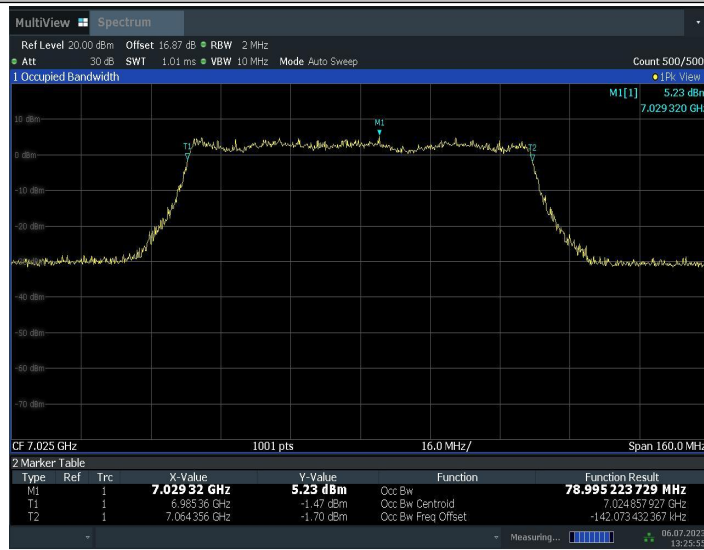 MultiView Spectrum
Ref Level 20.00 dBm Offset 16.87 dB RBW 2 MHz
Att 30 dB SWT 1.01 ms VBW 10 MHz Mode Auto Sweep Count 500/500
1 Occupied Bandwidth 1Pk View
M1[1] 5.23 dBm
7.029 320 GHz
10 dBm
M1
T1
T2
0 dBm
-10 dBm
-20 dBm
-40 dBm
-50 dBm
-60 dBm
-70 dBm
CF 7.025 GHz 1001 pts 16.0 MHz/ Span 160.0 MHz
2 Marker Table
Type Ref Trc X-Value Y-Value Function Function Result
M1 1 7.029 32 GHz 5.23 dBm Occ Bw 78.995 223 729 MHz
T1 1 6.985 36 GHz -1.47 dBm Occ Bw Centroid 7.024 857 927 GHz
T2 1 7.064 356 GHz -1.70 dBm Occ Bw Freq Offset -142.073 432 367 kHz
Measuring... 06.07.2023
13:25:55